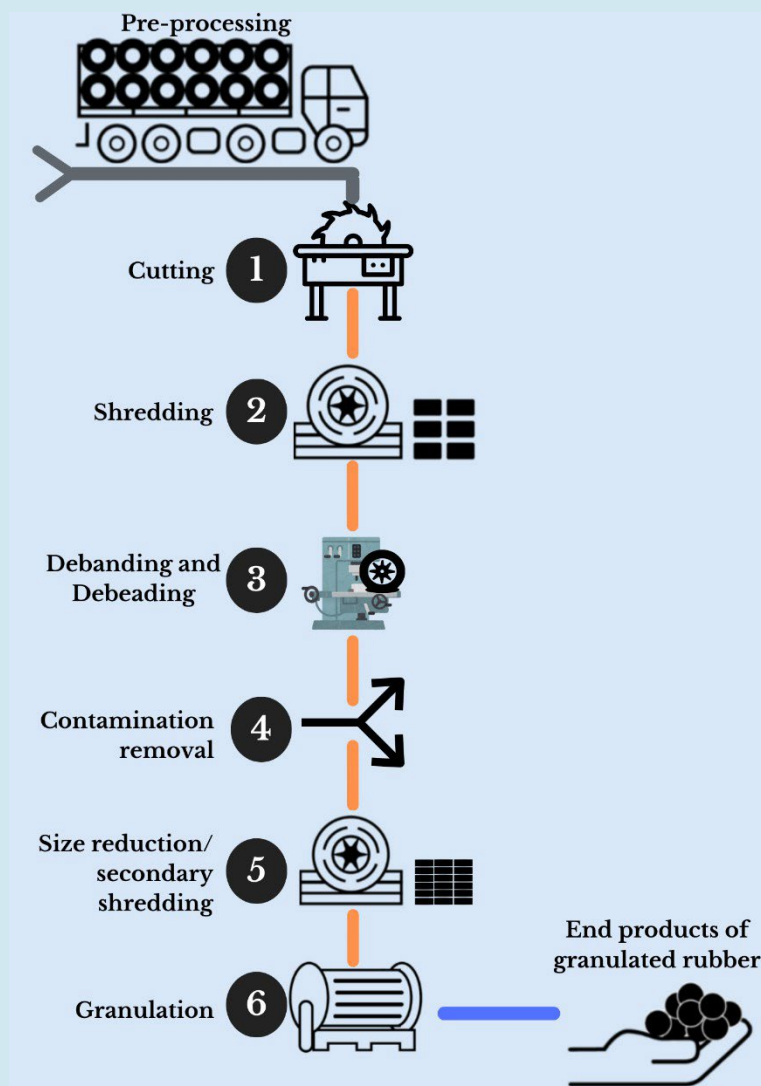 Pre-processing
Cutting
1
Shredding
2
Debanding and
Debeading
3
Contamination
removal
4
Size reduction/
secondary
shredding
5
Granulation
6
End products of
granulated rubber